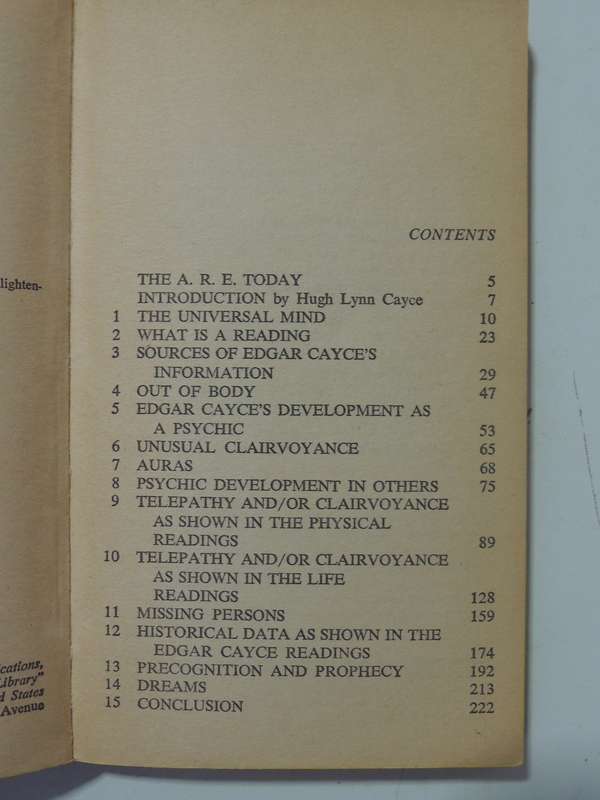 lighten-
cations,
Library"
d States
Avenue
CONTENTS
THE A. R. E. TODAY 5
INTRODUCTION by Hugh Lynn Cayce 7
1 THE UNIVERSAL MIND 10
2 WHAT IS A READING 23
3 SOURCES OF EDGAR CAYCE'S
INFORMATION 29
4 OUT OF BODY 47
5 EDGAR CAYCE'S DEVELOPMENT AS
A PSYCHIC 53
6 UNUSUAL CLAIRVOYANCE 65
7 AURAS 68
8 PSYCHIC DEVELOPMENT IN OTHERS 75
9 TELEPATHY AND/OR CLAIRVOYANCE
AS SHOWN IN THE PHYSICAL
READINGS 89
10 TELEPATHY AND/OR CLAIRVOYANCE
AS SHOWN IN THE LIFE
READINGS 128
11 MISSING PERSONS 159
12 HISTORICAL DATA AS SHOWN IN THE
EDGAR CAYCE READINGS 174
13 PRECOGNITION AND PROPHECY 192
14 DREAMS 213
15 CONCLUSION 222